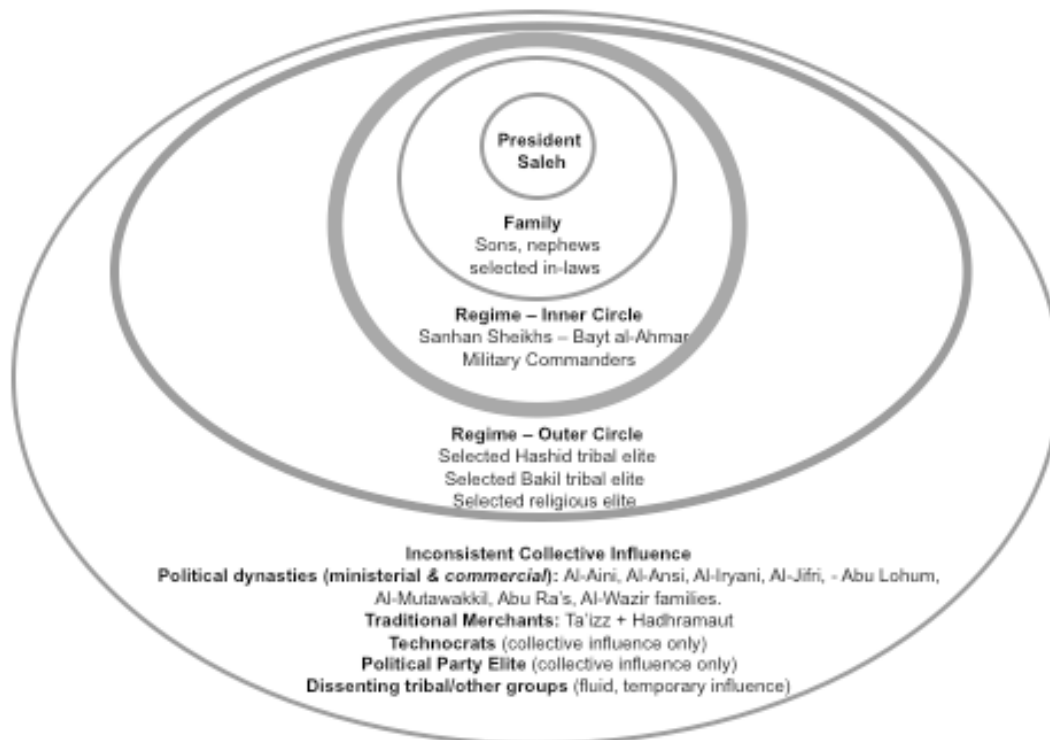 President
Saleh
Family
Sons, nephews
selected in-laws
Regime – Inner Circle
Sanhan Sheikhs – Bayt al-Ahmar
Military Commanders
Regime – Outer Circle
Selected Hashid tribal elite
Selected Bakil tribal elite
Selected religious elite
Inconsistent Collective Influence
Political dynasties (ministerial & commercial): Al-Aini, Al-Ansi, Al-Iryani, Al-Jifri, - Abu Lohum,
Al-Mutawakkil, Abu Ra's, Al-Wazir families.
Traditional Merchants: Ta'izz + Hadhramaut
Technocrats (collective influence only)
Political Party Elite (collective influence only)
Dissenting tribal/other groups (fluid, temporary influence)